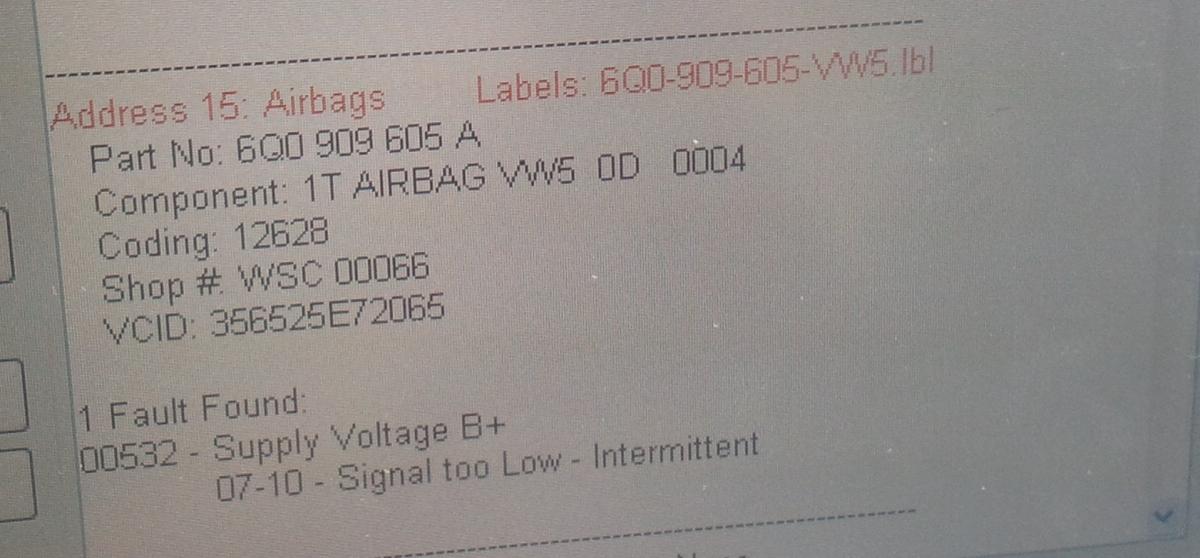 Address 15: Airbags Labels: 6Q0-909-605-VW5.lbl
Part No: 6Q0 909 605 A
Component: 1T AIRBAG VW5 0D 0004
Coding: 12628
Shop #: WSC 00066
VCID: 356525E72065
1 Fault Found:
00532 - Supply Voltage B+
07-10 - Signal too Low - Intermittent